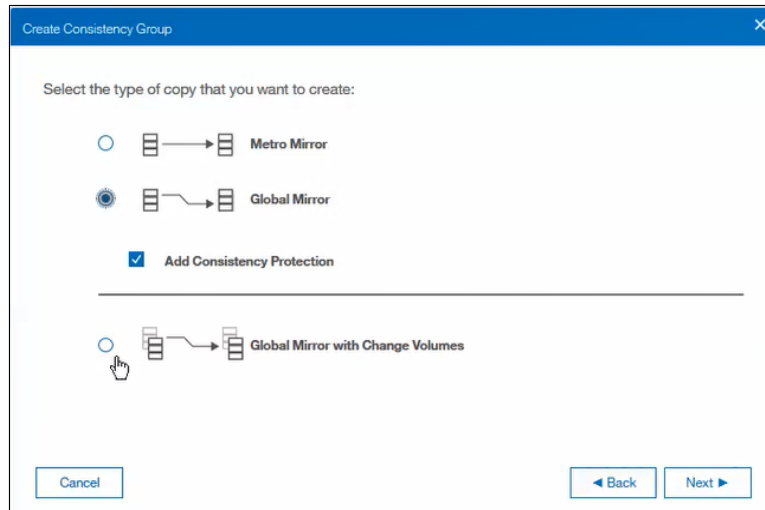 Create Consistency Group
Select the type of copy that you want to create:
Metro Mirror
Global Mirror
Add Consistency Protection
Global Mirror with Change Volumes
Cancel
Back
Next